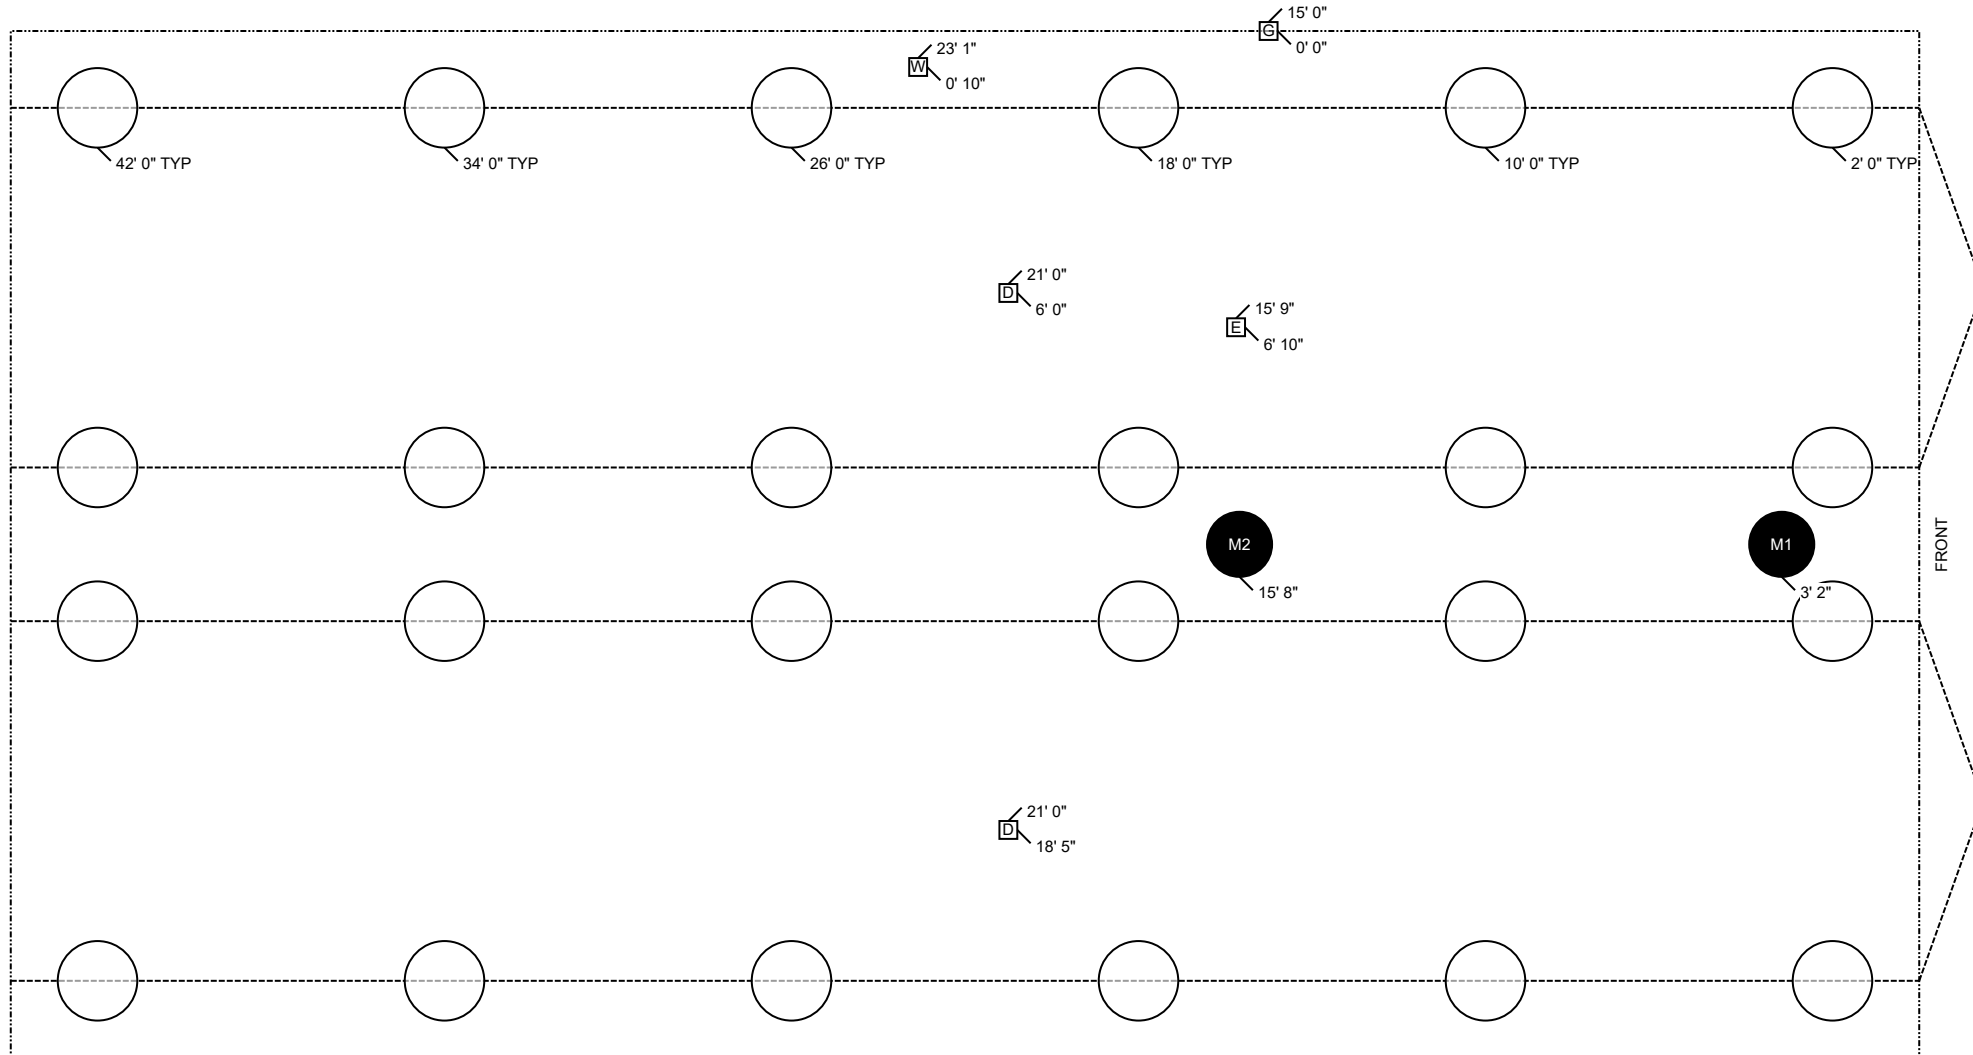 15' 0"
G
0' 0"
23' 1"
W
0' 10"
42' 0" TYP
34' 0" TYP
26' 0" TYP
18' 0" TYP
10' 0" TYP
2' 0" TYP
21' 0"
D
6' 0"
15' 9"
E
6' 10"
M2
M1
FRONT
15' 8"
3' 2"
21' 0"
D
18' 5"